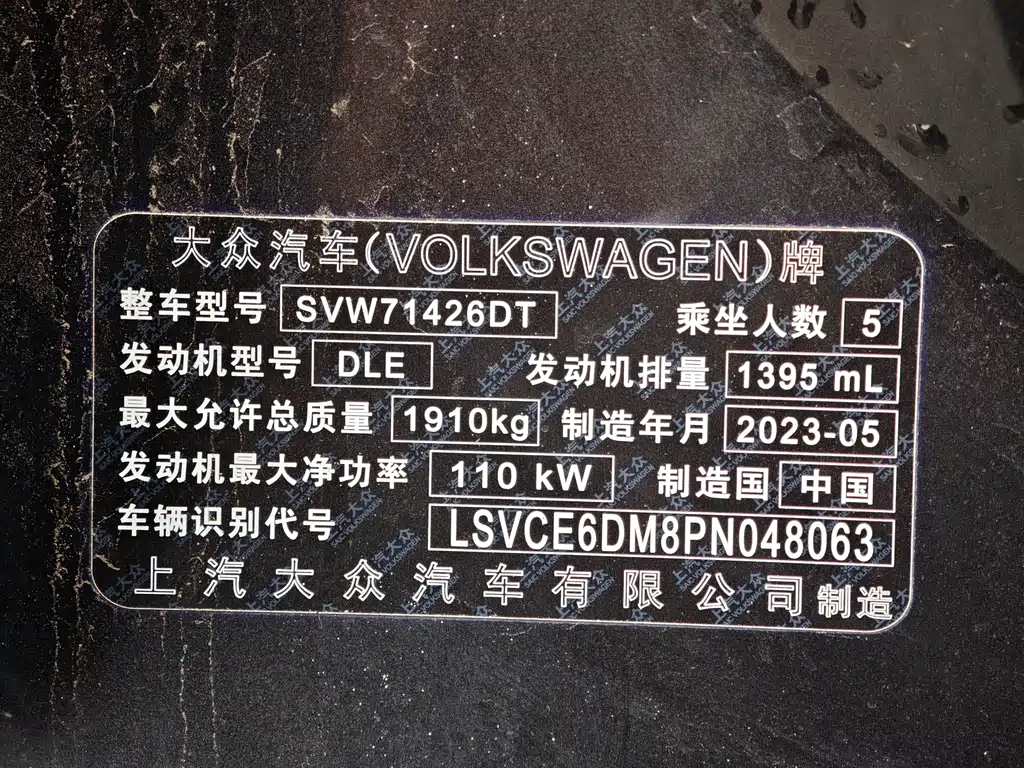 大众汽车(VOLKSWAGEN)牌
整车型号 SVW71426DT 乘坐人数 5
发动机型号 DLE 发动机排量 1395 mL
最大允许总质量 1910kg 制造年月 2023-05
发动机最大净功率 110 kW 制造国 中国
车辆识别代号 LSVCE6DM8PN048063
上汽大众汽车有限公司制造